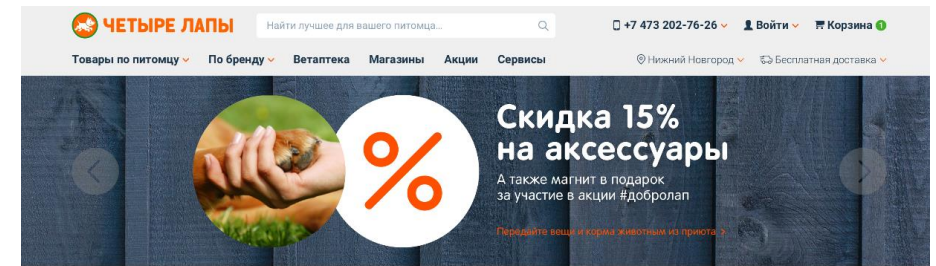 ЧЕТЫРЕ ЛАПЫ
Найти лучшее для вашего питомца...
+7 473 202-76-26
Войти
Корзина 1
Товары по питомцу
По бренду
Ветаптека
Магазины
Акции
Сервисы
Нижний Новгород
Бесплатная доставка
%
Скидка 15%
на аксессуары
А также магнит в подарок
за участие в акции #добролап
Передайте вещи и корма животным из приюта >